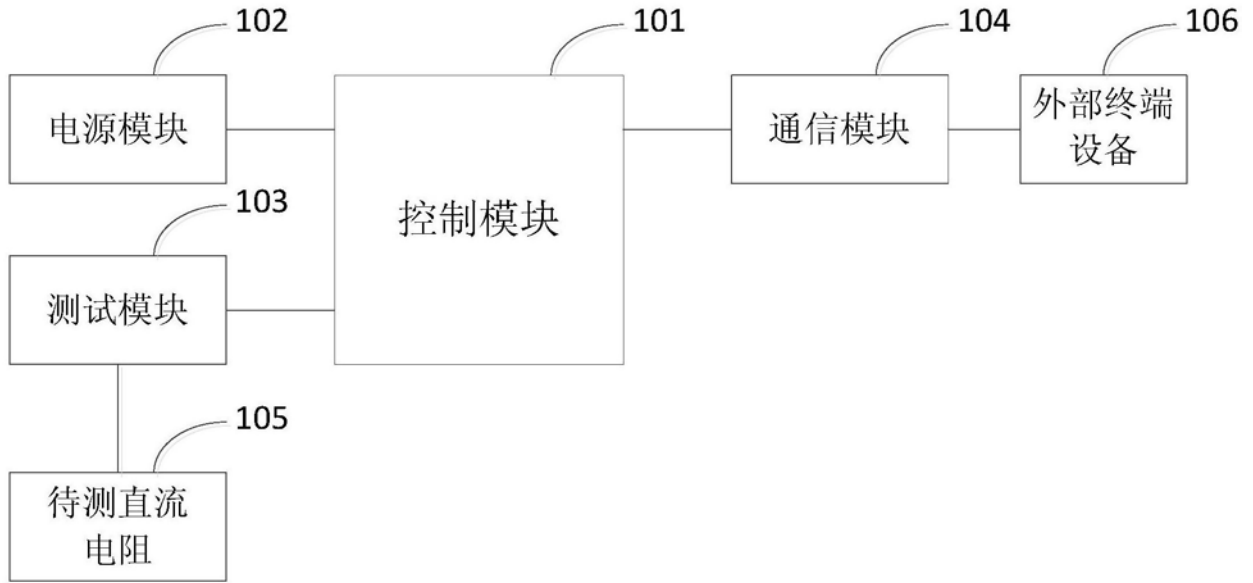 102
101
104
106
电源模块
控制模块
通信模块
外部终端
设备
103
测试模块
105
待测直流
电阻